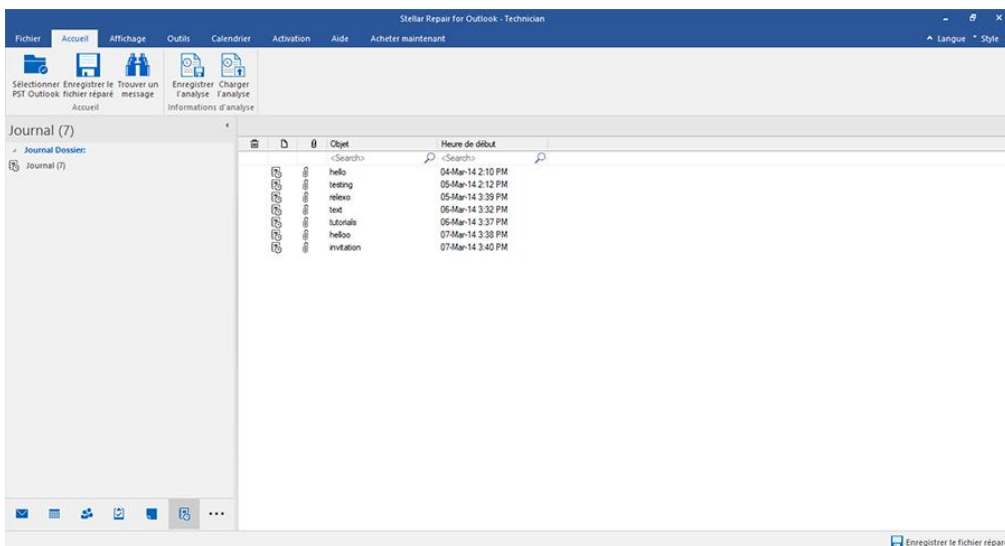 Stellar Repair for Outlook - Technician
Fichier Accueil Affichage Outils Calendrier Activation Aide Acheter maintenant Langue Style
Sélectionner PST Outlook
Enregistrer le fichier réparé
Trouver un message
Enregistrer l'analyse
Charger l'analyse
Accueil
Informations d'analyse
Journal (7)
Journal Dossier:
Journal (7)
Objet Heure de début
<Search> <Search>
hello 04-Mar-14 2:10 PM
testing 05-Mar-14 2:12 PM
relexo 05-Mar-14 3:39 PM
text 06-Mar-14 3:32 PM
tutorials 06-Mar-14 3:37 PM
helloo 07-Mar-14 3:38 PM
invitation 07-Mar-14 3:40 PM
Enregistrer le fichier répar